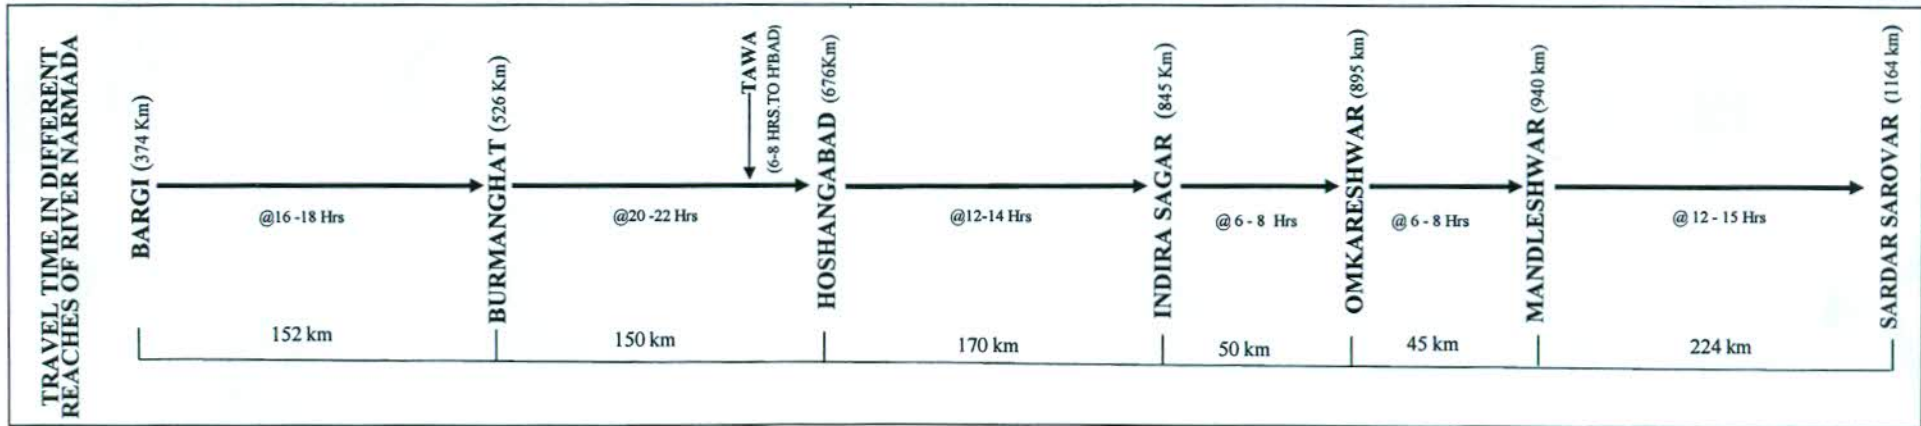 TRAVEL TIME IN DIFFERENT
REACHES OF RIVER NARMADA
BARGI (374 Km)
@16 -18 Hrs
152 km
BURMANGHAT (526 Km)
@20 -22 Hrs
150 km
TAWA
(6-8 HRS.TO H'BAD)
HOSHANGABAD (676Km)
@12-14 Hrs
170 km
INDIRA SAGAR (845 Km)
@ 6 - 8 Hrs
50 km
OMKARESHWAR (895 km)
@ 6 - 8 Hrs
45 km
MANDLESHWAR (940 km)
@ 12 - 15 Hrs
224 km
SARDAR SAROVAR (1164 km)